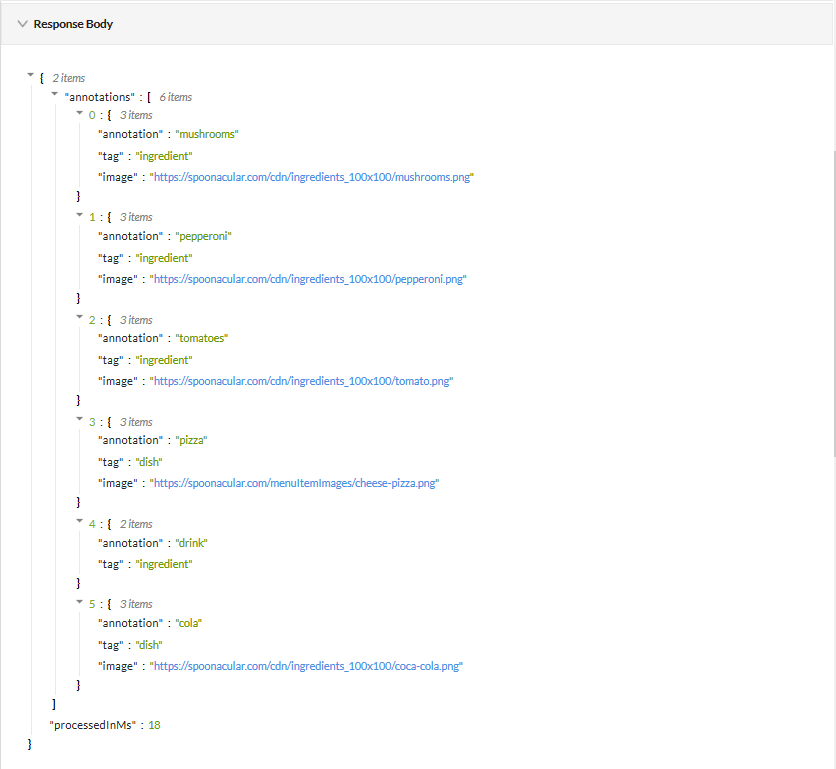 Response Body
{ 2 items
"annotations" : [ 6 items
0 : { 3 items
"annotation" : "mushrooms"
"tag" : "ingredient"
"image" : "https://spoonacular.com/cdn/ingredients_100x100/mushrooms.png"
}
1 : { 3 items
"annotation" : "pepperoni"
"tag" : "ingredient"
"image" : "https://spoonacular.com/cdn/ingredients_100x100/pepperoni.png"
}
2 : { 3 items
"annotation" : "tomatoes"
"tag" : "ingredient"
"image" : "https://spoonacular.com/cdn/ingredients_100x100/tomato.png"
}
3 : { 3 items
"annotation" : "pizza"
"tag" : "dish"
"image" : "https://spoonacular.com/menuItemImages/cheese-pizza.png"
}
4 : { 2 items
"annotation" : "drink"
"tag" : "ingredient"
}
5 : { 3 items
"annotation" : "cola"
"tag" : "dish"
"image" : "https://spoonacular.com/cdn/ingredients_100x100/coca-cola.png"
}
]
"processedInMs" : 18
}